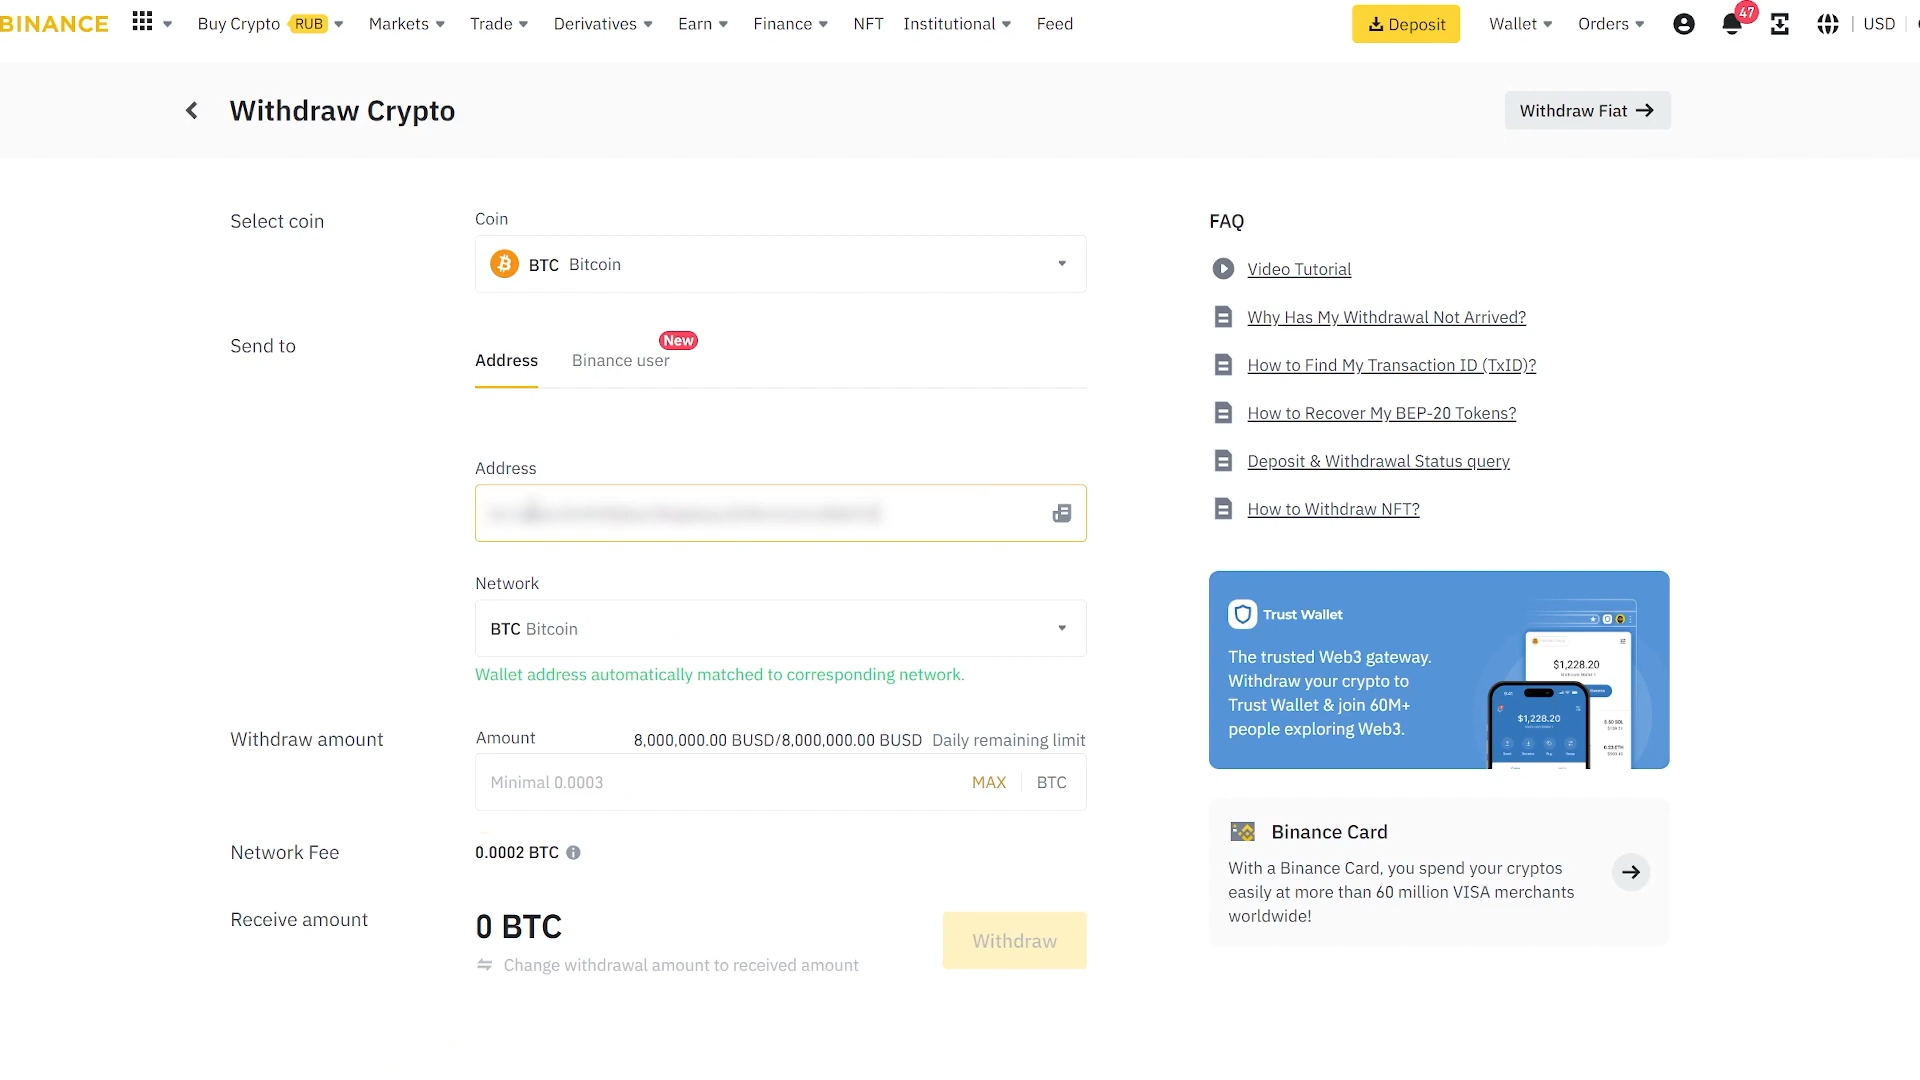 BINANCE
Buy Crypto RUB Markets Trade Derivatives Earn Finance NFT Institutional Feed Deposit Wallet Orders 47 USD
Withdraw Crypto
Withdraw Fiat
Select coin
Coin
BTC Bitcoin
Send to
Address
Binance user
New
Address
Network
BTC Bitcoin
Wallet address automatically matched to corresponding network.
Withdraw amount
Amount
8,000,000.00 BUSD/8,000,000.00 BUSD Daily remaining limit
Minimal 0.0003
MAX
BTC
Network Fee
0.0002 BTC
Receive amount
0 BTC
Change withdrawal amount to received amount
Withdraw
FAQ
Video Tutorial
Why Has My Withdrawal Not Arrived?
How to Find My Transaction ID (TxID)?
How to Recover My BEP-20 Tokens?
Deposit & Withdrawal Status query
How to Withdraw NFT?
Trust Wallet
The trusted Web3 gateway.
Withdraw your crypto to
Trust Wallet & join 60M+
people exploring Web3.
$1,228.20
$1,228.20
Binance Card
With a Binance Card, you spend your cryptos
easily at more than 60 million VISA merchants
worldwide!